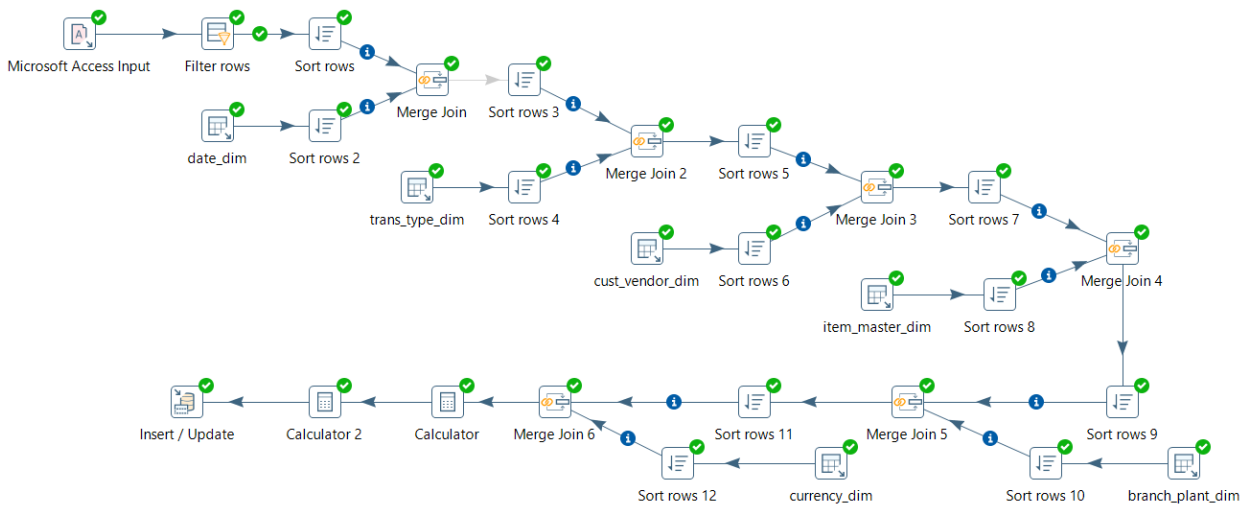 Microsoft Access Input
Filter rows
Sort rows
Merge Join
Sort rows 3
date_dim
Sort rows 2
Merge Join 2
Sort rows 5
trans_type_dim
Sort rows 4
Merge Join 3
Sort rows 7
cust_vendor_dim
Sort rows 6
Merge Join 4
item_master_dim
Sort rows 8
Insert / Update
Calculator 2
Calculator
Merge Join 6
Sort rows 11
Merge Join 5
Sort rows 9
Sort rows 12
currency_dim
Sort rows 10
branch_plant_dim